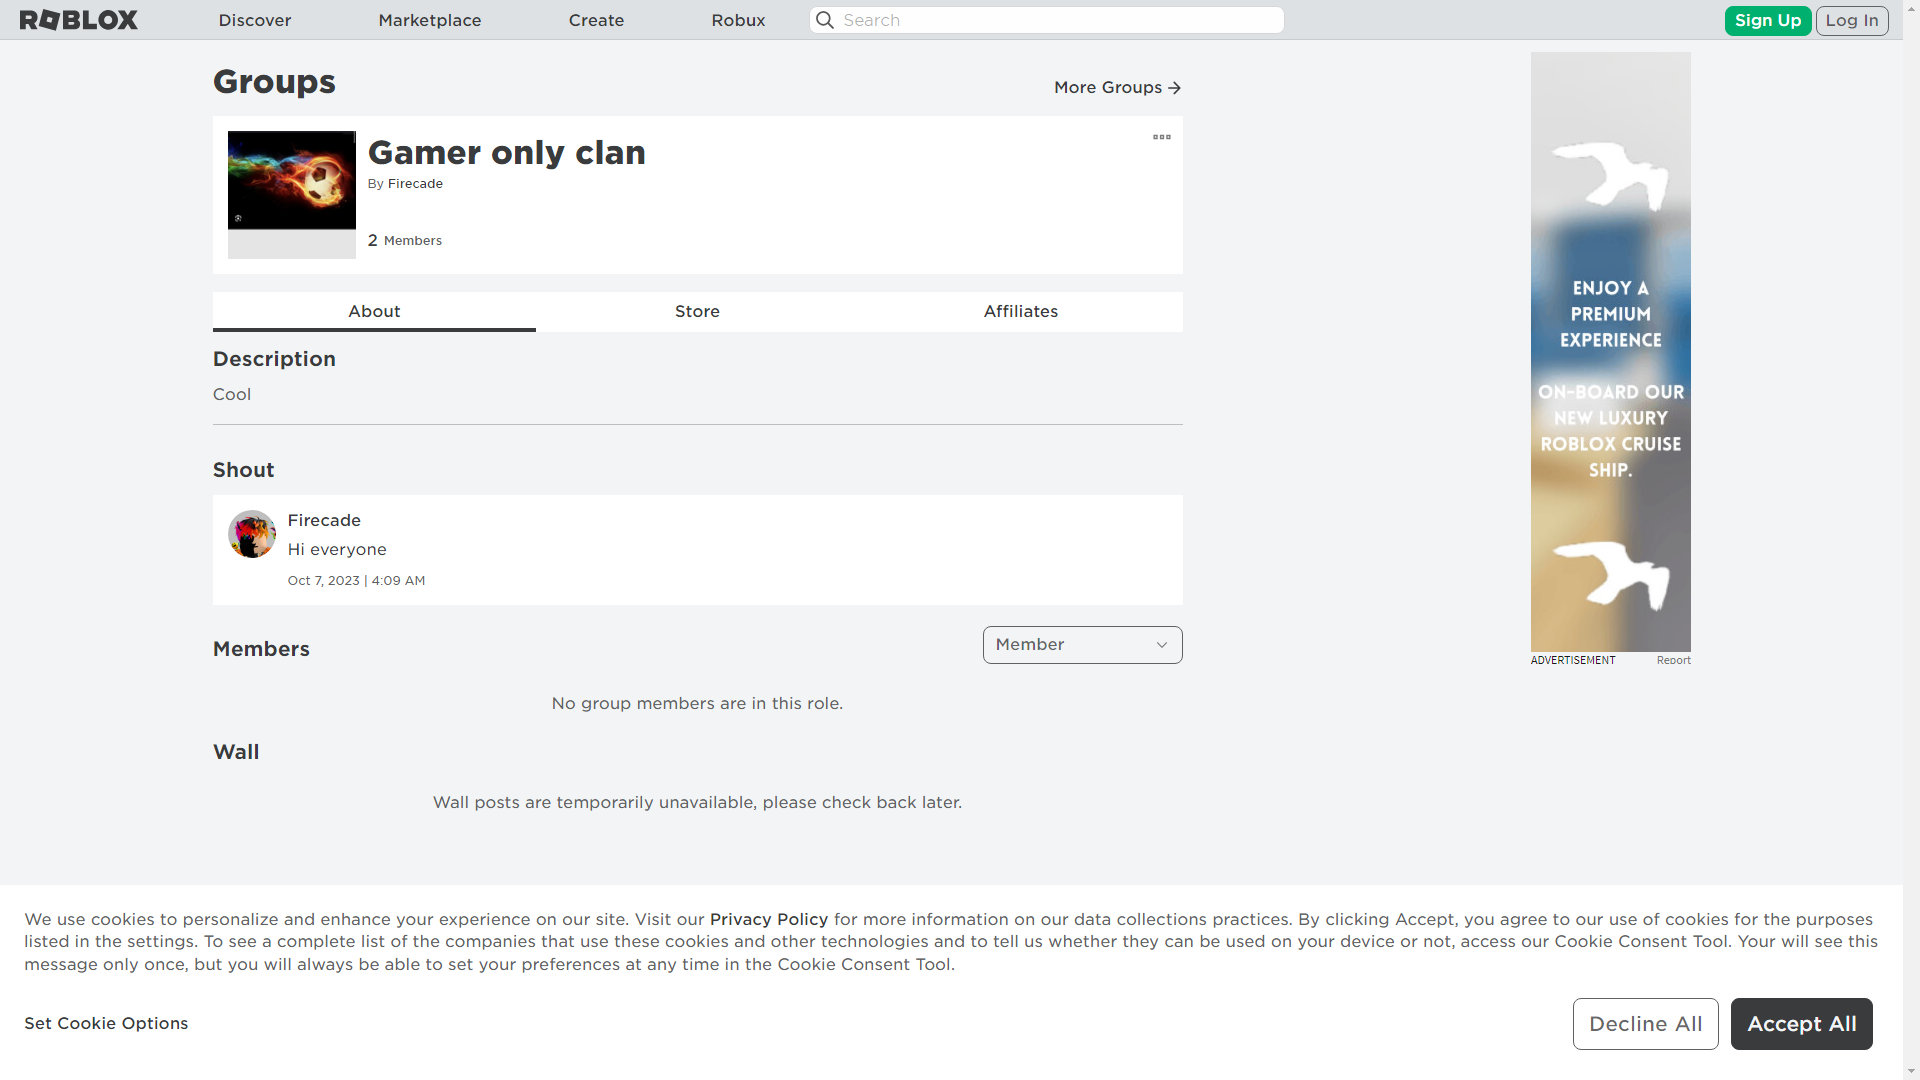 ROBLOX
Discover
Marketplace
Create
Robux
Search
Sign Up
Log In
Groups
More Groups
Gamer only clan
By Firecade
2 Members
About
Store
Affiliates
Description
Cool
Shout
Firecade
Hi everyone
Oct 7, 2023 | 4:09 AM
Members
Member
No group members are in this role.
Wall
Wall posts are temporarily unavailable, please check back later.
ENJOY A
PREMIUM
EXPERIENCE
ON-BOARD OUR
NEW LUXURY
ROBLOX CRUISE
SHIP.
ADVERTISEMENT
Report
We use cookies to personalize and enhance your experience on our site. Visit our Privacy Policy for more information on our data collections practices. By clicking Accept, you agree to our use of cookies for the purposes
listed in the settings. To see a complete list of the companies that use these cookies and other technologies and to tell us whether they can be used on your device or not, access our Cookie Consent Tool. Your will see this
message only once, but you will always be able to set your preferences at any time in the Cookie Consent Tool.
Set Cookie Options
Decline All
Accept All